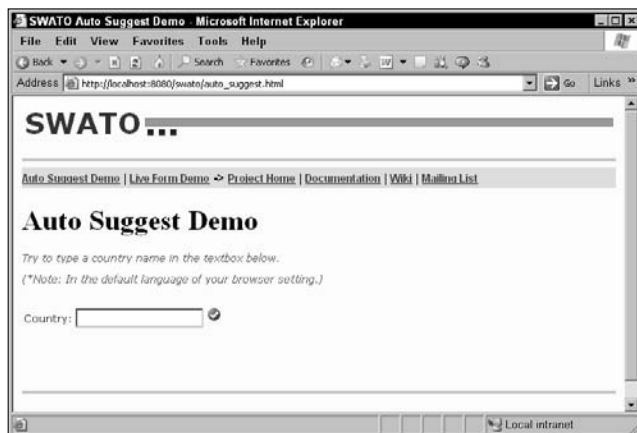 SWATO Auto Suggest Demo - Microsoft Internet Explorer
File Edit View Favorites Tools Help
Back Search Favorites
Address http://localhost:8080/swato/auto_suggest.html Go Links »
SWATO...
Auto Suggest Demo | Live Form Demo -> Project Home | Documentation | Wiki | Mailing List
Auto Suggest Demo
Try to type a country name in the textbox below.
(*Note: In the default language of your browser setting.)
Country:
Local intranet